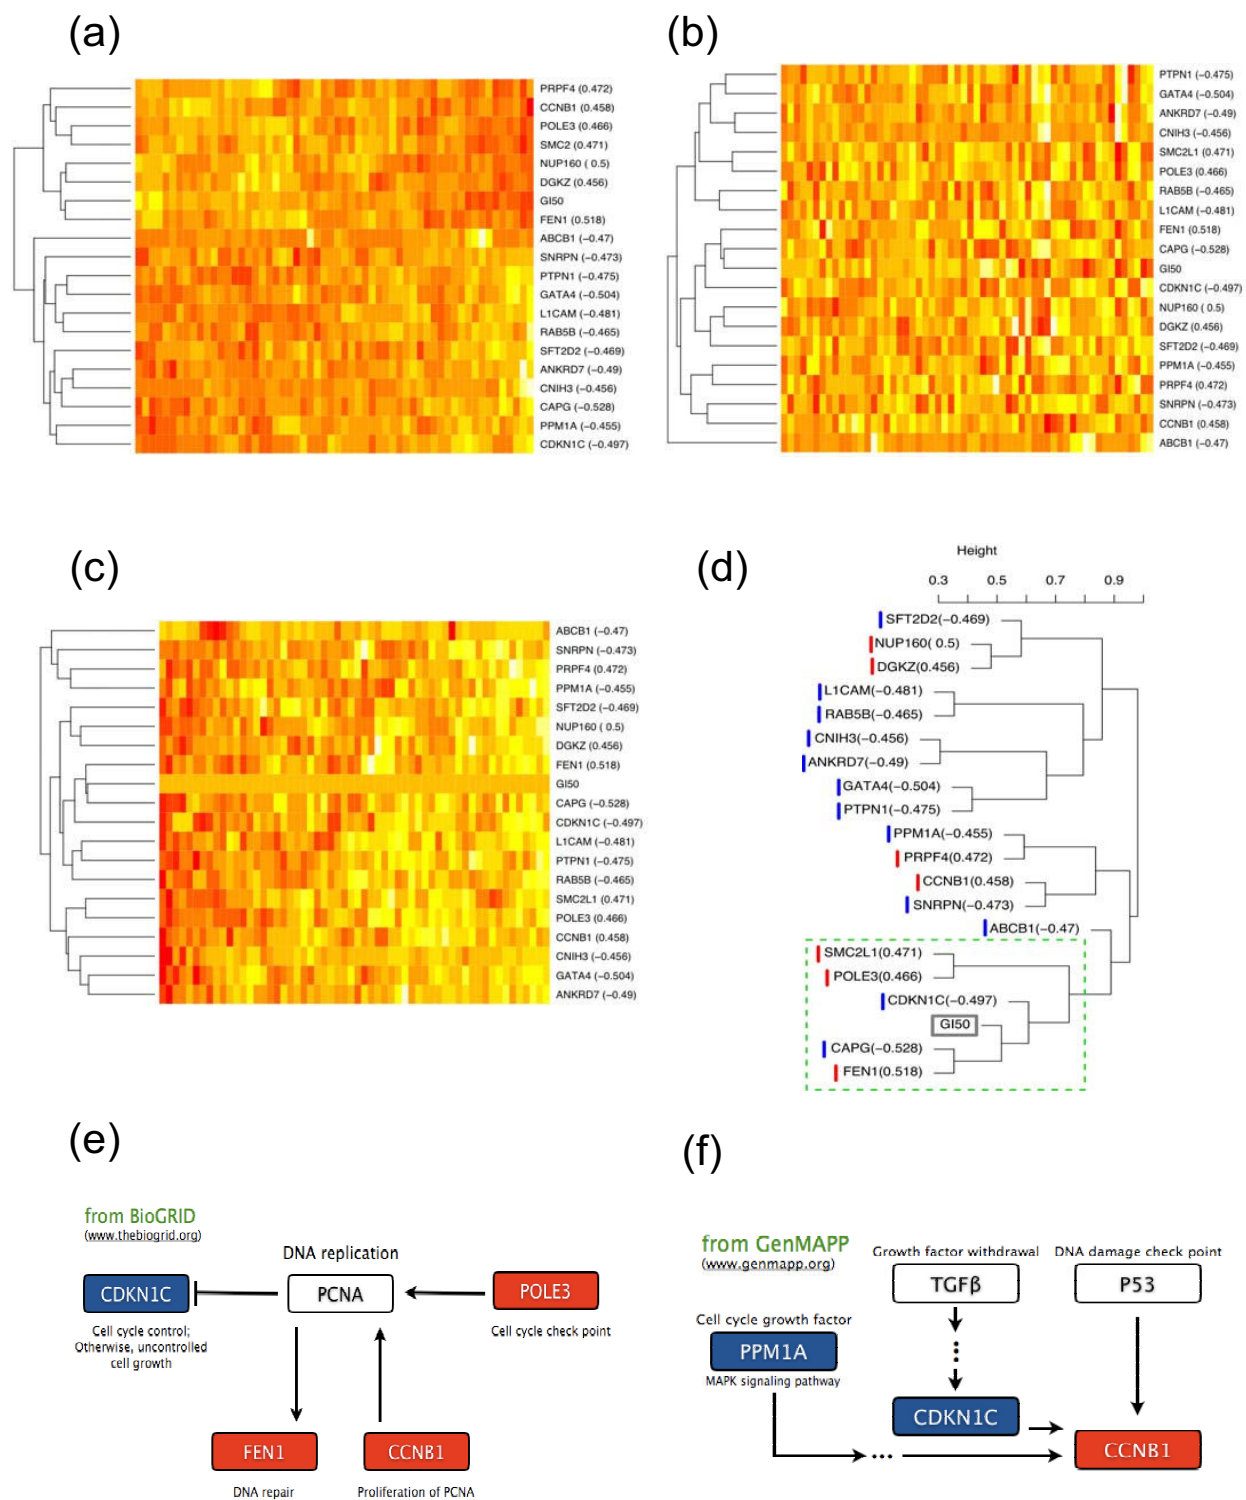 (a)
PRPF4 (0.472)
CCNB1 (0.458)
POLE3 (0.466)
SMC2 (0.471)
NUP160 ( 0.5)
DGKZ (0.456)
GI50
FEN1 (0.518)
ABCB1 (−0.47)
SNRPN (−0.473)
PTPN1 (−0.475)
GATA4 (−0.504)
L1CAM (−0.481)
RAB5B (−0.465)
SFT2D2 (−0.469)
ANKRD7 (−0.49)
CNIH3 (−0.456)
CAPG (−0.528)
PPM1A (−0.455)
CDKN1C (−0.497)
(b)
PTPN1 (−0.475)
GATA4 (−0.504)
ANKRD7 (−0.49)
CNIH3 (−0.456)
SMC2L1 (0.471)
POLE3 (0.466)
RAB5B (−0.465)
L1CAM (−0.481)
FEN1 (0.518)
CAPG (−0.528)
GI50
CDKN1C (−0.497)
NUP160 ( 0.5)
DGKZ (0.456)
SFT2D2 (−0.469)
PPM1A (−0.455)
PRPF4 (0.472)
SNRPN (−0.473)
CCNB1 (0.458)
ABCB1 (−0.47)
(c)
ABCB1 (−0.47)
SNRPN (−0.473)
PRPF4 (0.472)
PPM1A (−0.455)
SFT2D2 (−0.469)
NUP160 ( 0.5)
DGKZ (0.456)
FEN1 (0.518)
GI50
CAPG (−0.528)
CDKN1C (−0.497)
L1CAM (−0.481)
PTPN1 (−0.475)
RAB5B (−0.465)
SMC2L1 (0.471)
POLE3 (0.466)
CCNB1 (0.458)
CNIH3 (−0.456)
GATA4 (−0.504)
ANKRD7 (−0.49)
(d)
Height
0.3 0.5 0.7 0.9
SFT2D2(−0.469)
NUP160( 0.5)
DGKZ(0.456)
L1CAM(−0.481)
RAB5B(−0.465)
CNIH3(−0.456)
ANKRD7(−0.49)
GATA4(−0.504)
PTPN1(−0.475)
PPM1A(−0.455)
PRPF4(0.472)
CCNB1(0.458)
SNRPN(−0.473)
ABCB1(−0.47)
SMC2L1(0.471)
POLE3(0.466)
CDKN1C(−0.497)
GI50
CAPG(−0.528)
FEN1(0.518)
(e)
from BioGRID
(www.thebiogrid.org)
DNA replication
CDKN1C
PCNA
POLE3
Cell cycle control;
Otherwise, uncontrolled
cell growth
Cell cycle check point
FEN1
CCNB1
DNA repair
Proliferation of PCNA
(f)
from GenMAPP
(www.genmapp.org)
Growth factor withdrawal
DNA damage check point
TGFβ
P53
Cell cycle growth factor
PPM1A
MAPK signaling pathway
CDKN1C
CCNB1